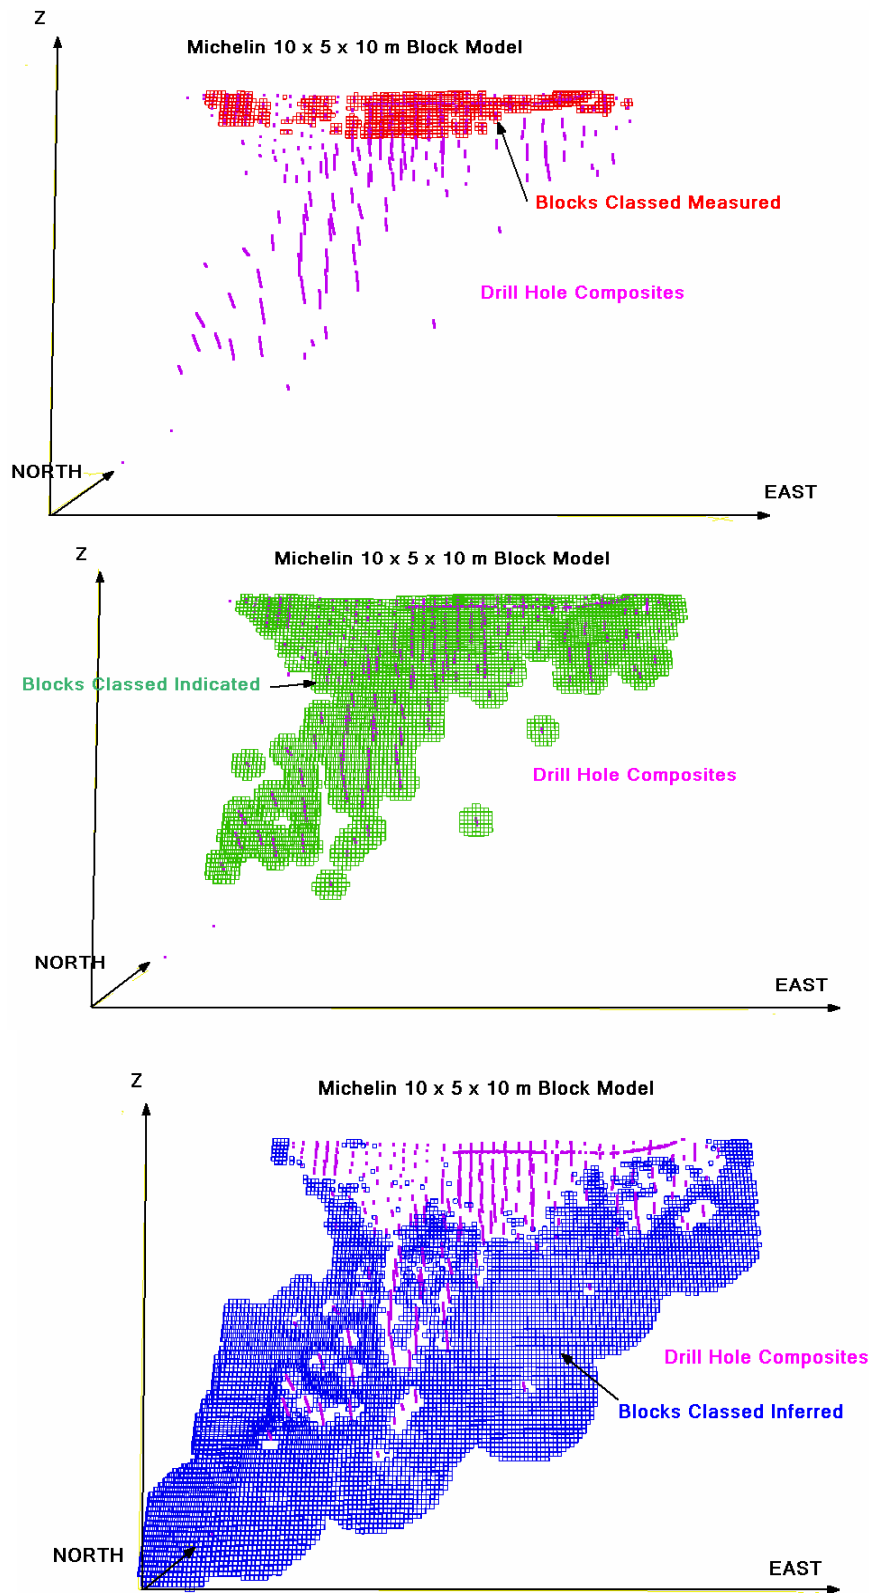 Z
Michelin 10 x 5 x 10 m Block Model
Blocks Classed Measured
Drill Hole Composites
NORTH
EAST
Z
Michelin 10 x 5 x 10 m Block Model
Blocks Classed Indicated
Drill Hole Composites
NORTH
EAST
Z
Michelin 10 x 5 x 10 m Block Model
Drill Hole Composites
Blocks Classed Inferred
NORTH
EAST